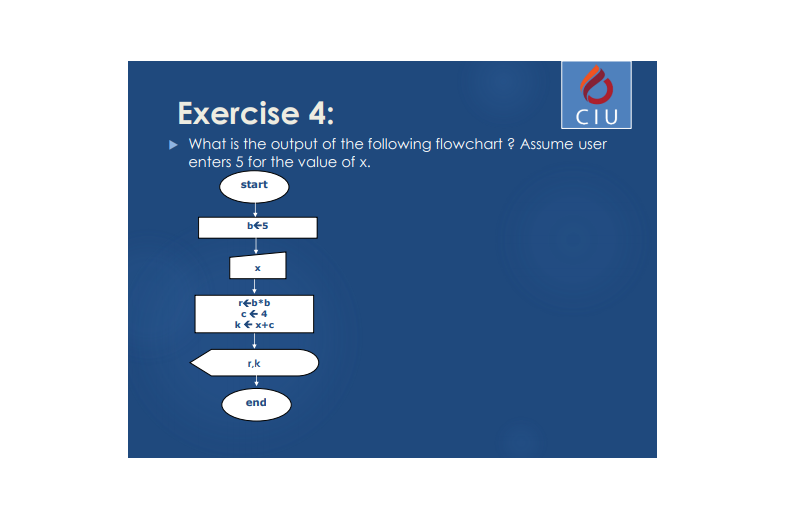 CIU
Exercise 4:
What is the output of the following flowchart ? Assume user
enters 5 for the value of x.
start
b←5
x
r←b*b
c ← 4
k ← x+c
r,k
end